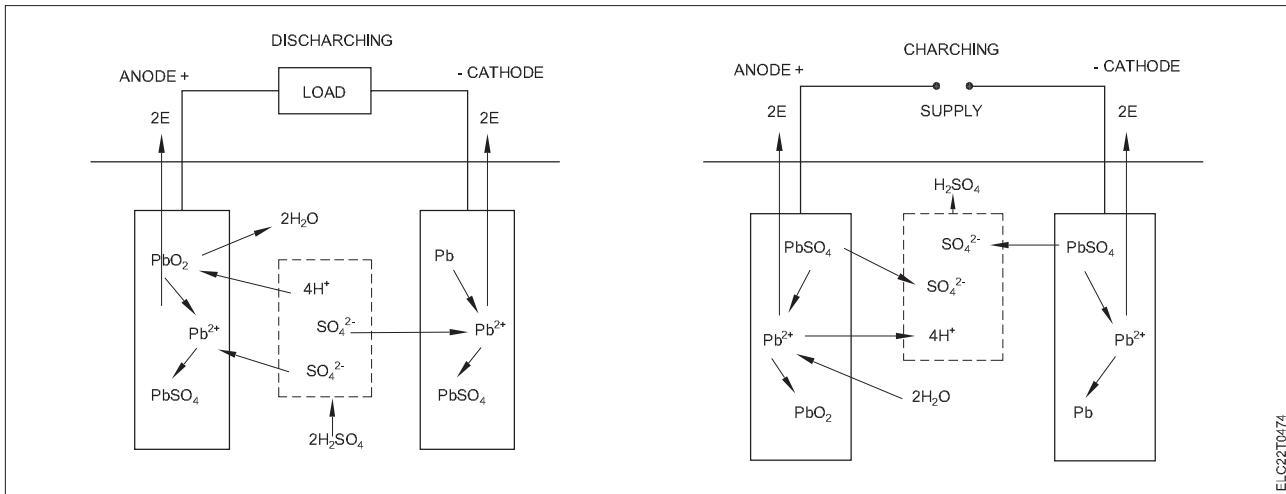 DISCHARCHING
ANODE +
- CATHODE
LOAD
2E
2E
2H₂O
PbO₂
Pb
4H⁺
SO₄²⁻
Pb²⁺
Pb²⁺
SO₄²⁻
PbSO₄
PbSO₄
2H₂SO₄
CHARCHING
ANODE +
- CATHODE
SUPPLY
2E
2E
H₂SO₄
PbSO₄
SO₄²⁻
PbSO₄
SO₄²⁻
Pb²⁺
4H⁺
Pb²⁺
2H₂O
PbO₂
Pb
ELC22T0474